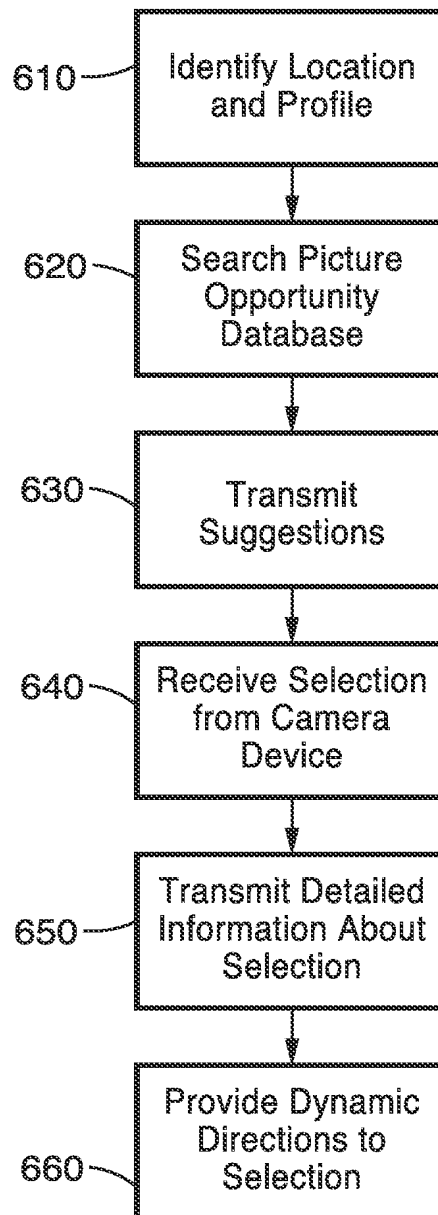 610
Identify Location
and Profile
620
Search Picture
Opportunity
Database
630
Transmit
Suggestions
640
Receive Selection
from Camera
Device
650
Transmit Detailed
Information About
Selection
660
Provide Dynamic
Directions to
Selection